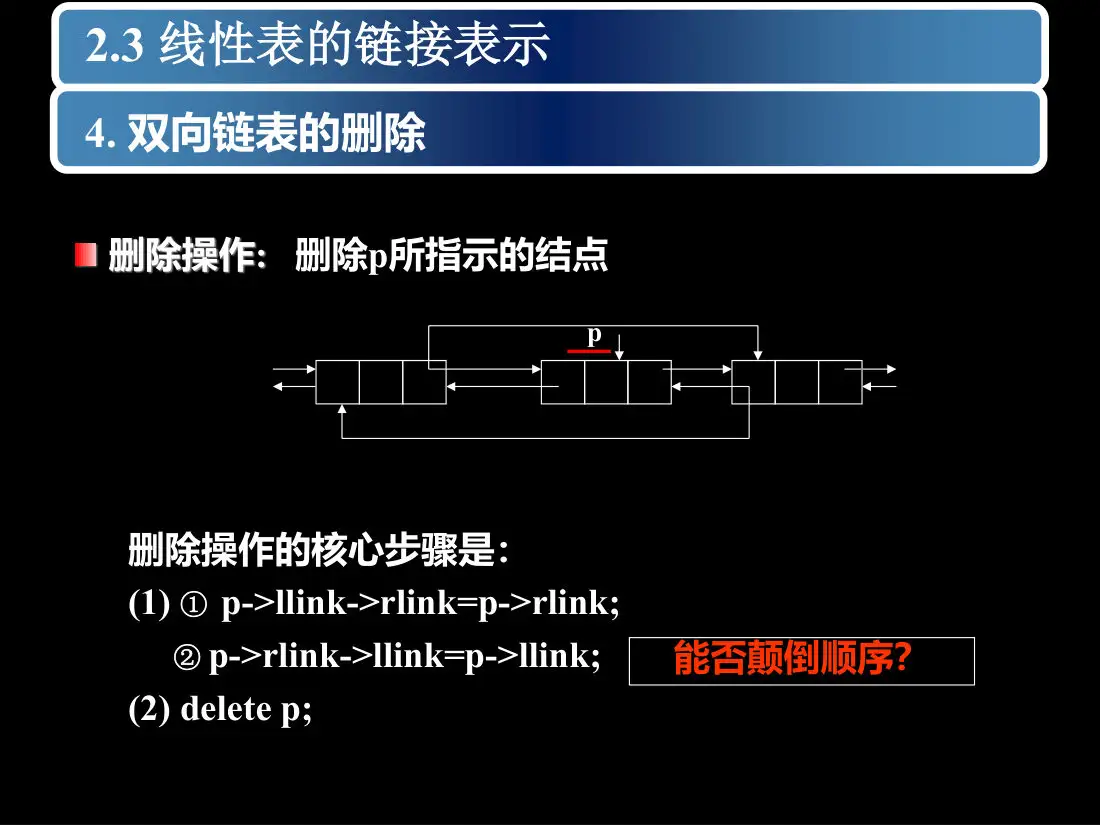 2.3 线性表的链接表示
4. 双向链表的删除
删除操作: 删除p所指示的结点
p
删除操作的核心步骤是:
(1) ① p->llink->rlink=p->rlink;
② p->rlink->llink=p->llink;
能否颠倒顺序?
(2) delete p;